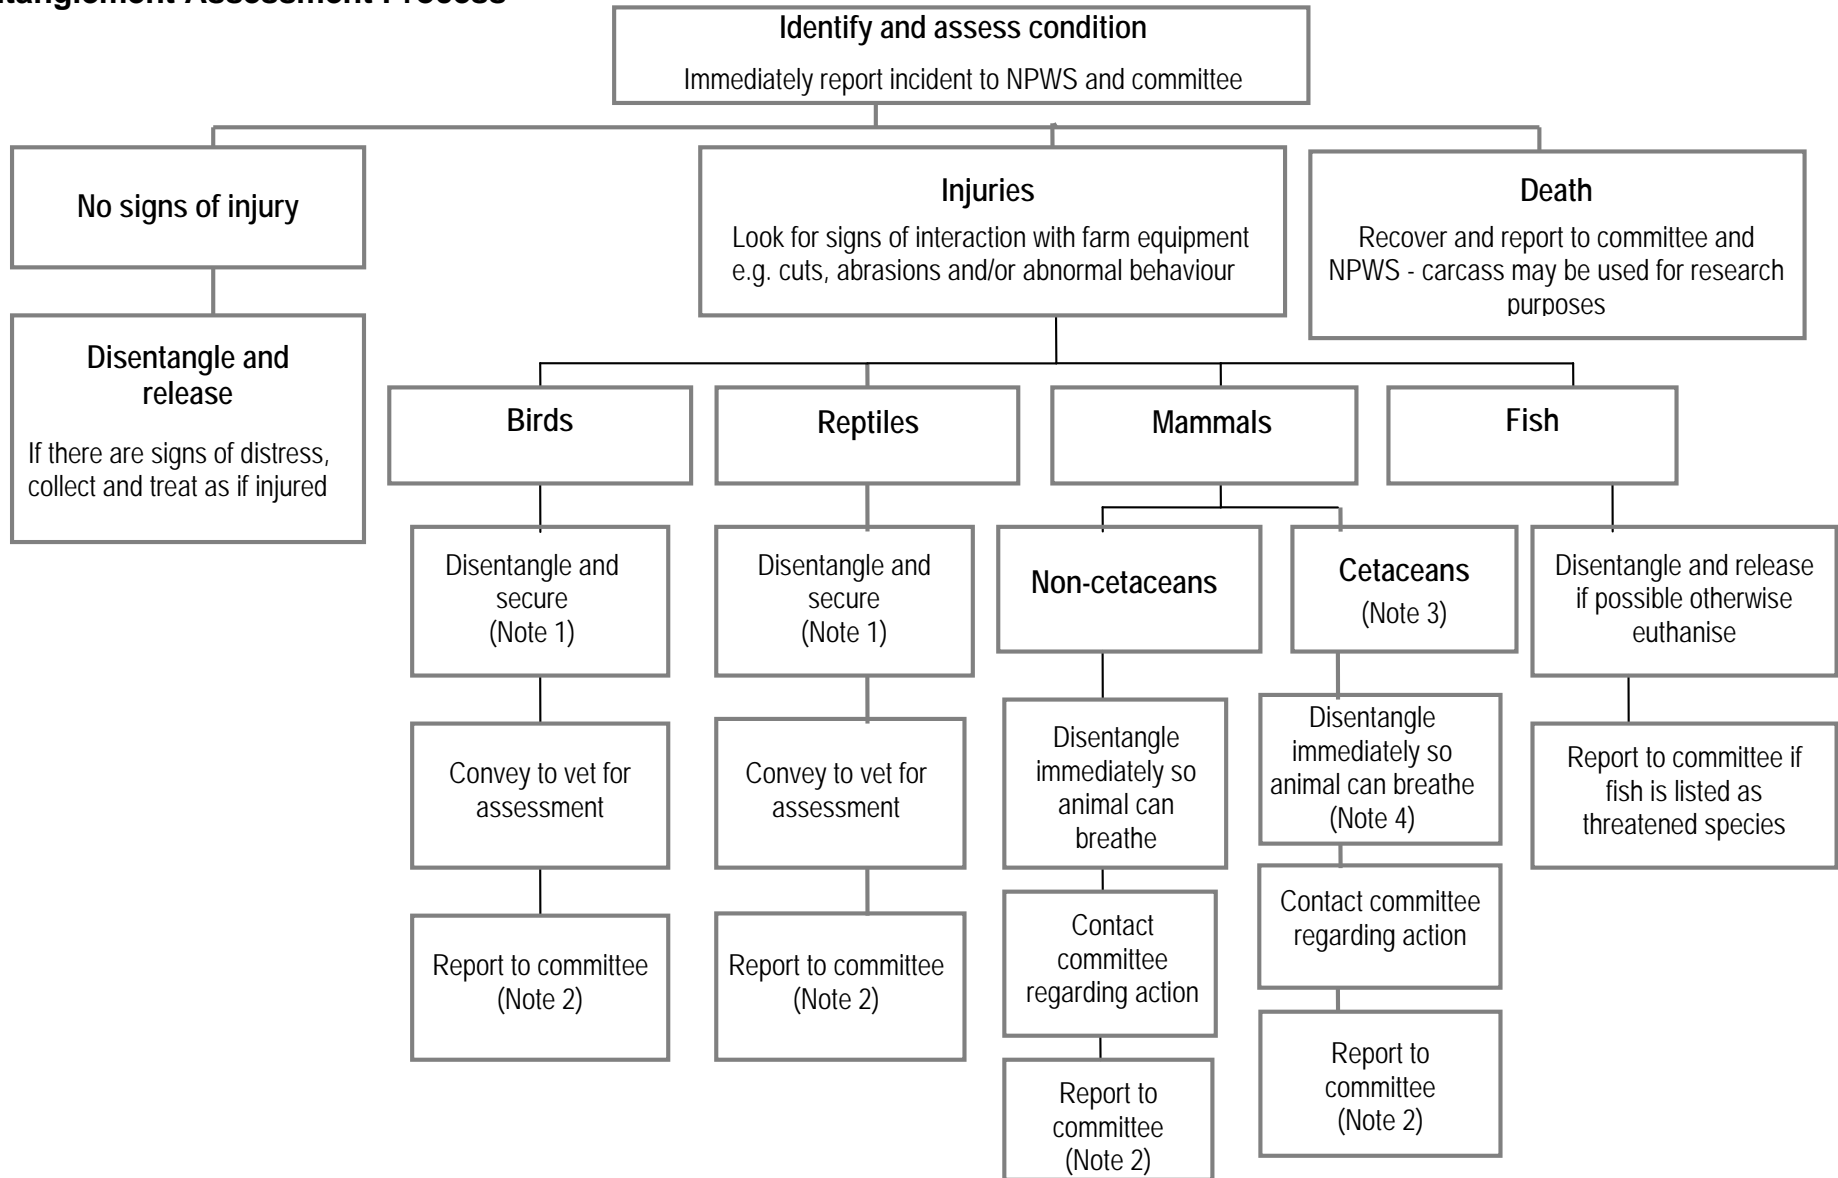 Identify and assess condition
Immediately report incident to NPWS and committee
No signs of injury
Injuries
Look for signs of interaction with farm equipment
e.g. cuts, abrasions and/or abnormal behaviour
Death
Recover and report to committee and
NPWS - carcass may be used for research
purposes
Disentangle and
release
If there are signs of distress,
collect and treat as if injured
Birds
Reptiles
Mammals
Fish
Disentangle and
secure
(Note 1)
Disentangle and
secure
(Note 1)
Non-cetaceans
Cetaceans
(Note 3)
Disentangle and release
if possible otherwise
euthanise
Convey to vet for
assessment
Convey to vet for
assessment
Disentangle
immediately so
animal can
breathe
Disentangle
immediately so
animal can breathe
(Note 4)
Report to committee if
fish is listed as
threatened species
Report to committee
(Note 2)
Report to committee
(Note 2)
Contact
committee
regarding action
Contact committee
regarding action
Report to
committee
(Note 2)
Report to
committee
(Note 2)